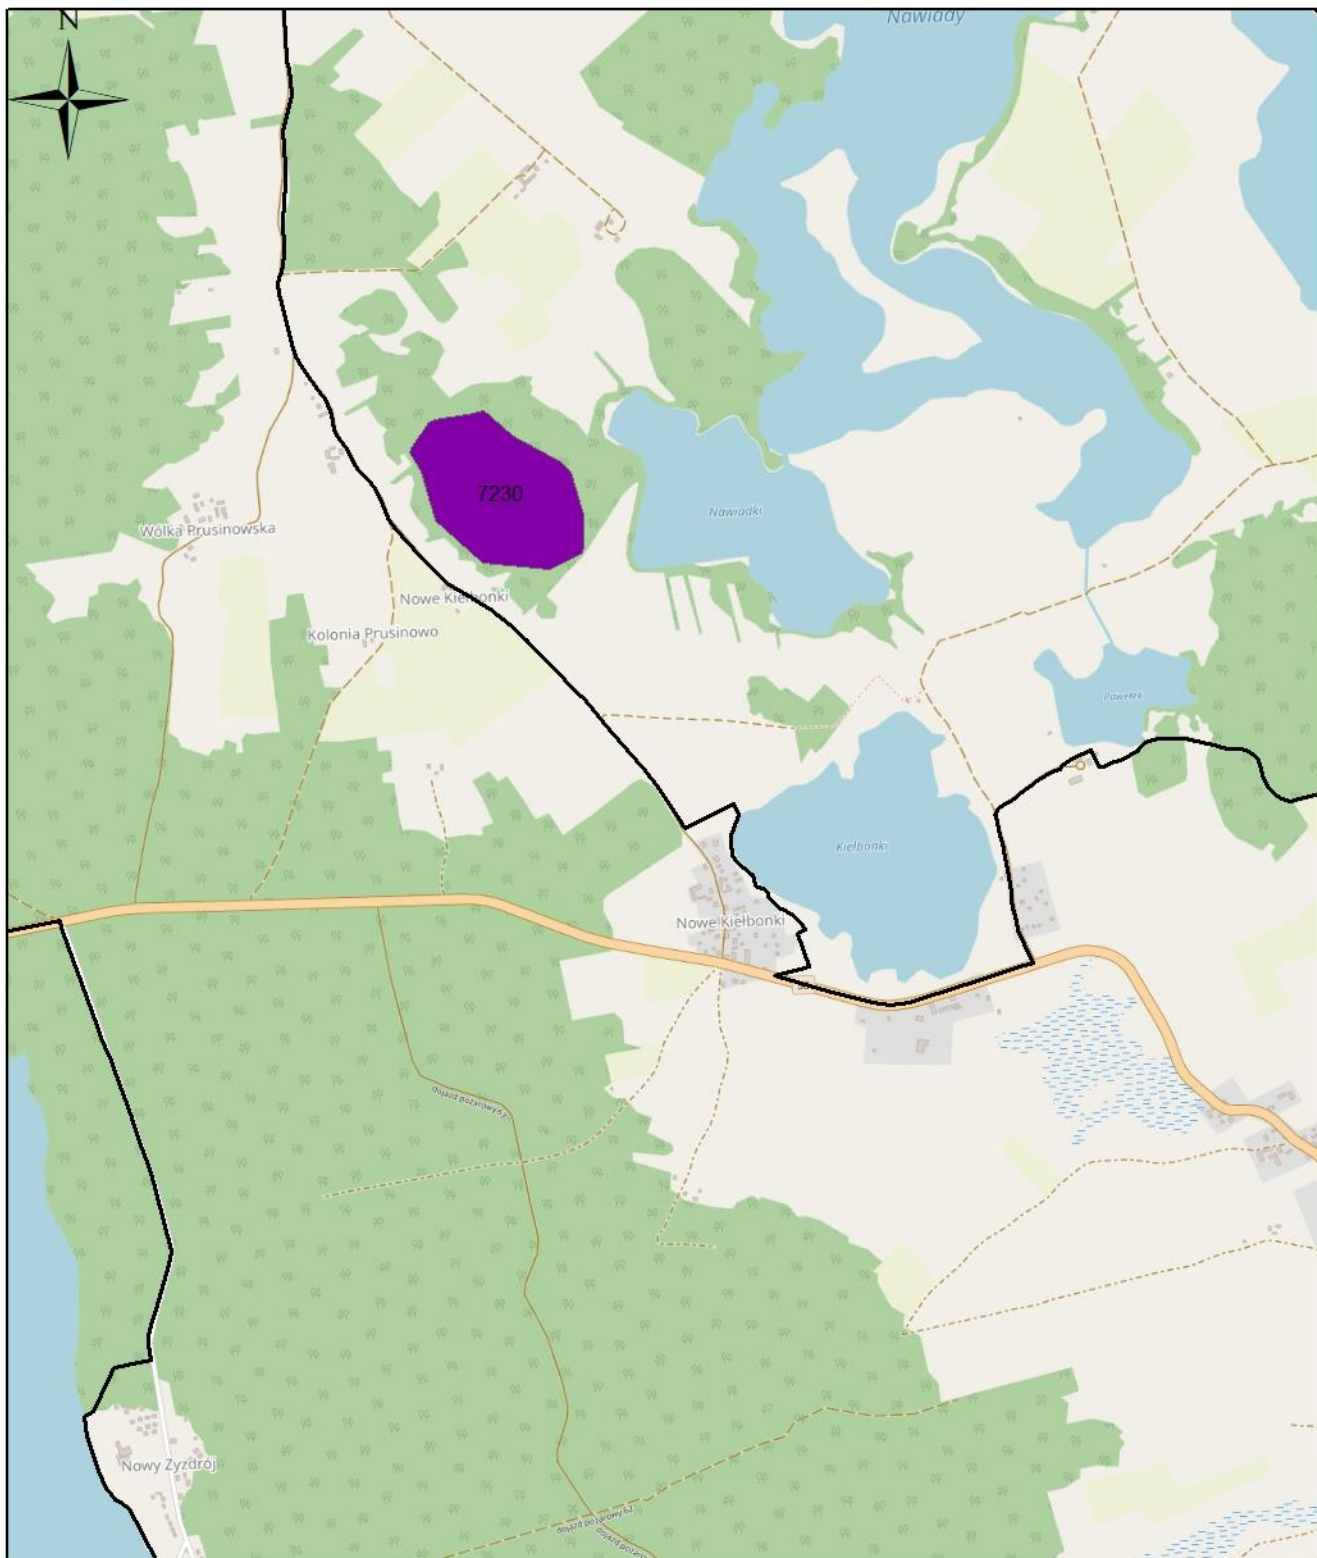 N
Nawiady
7230
Nawiadki
Wólka Prusinowska
Nowe Kiełbonki
Kolonia Prusinowo
Pawełek
Kiełbonki
Nowe Kiełbonki
dojazd pożarowy 62
Nowy Zyzdrój
dojazd pożarowy 62